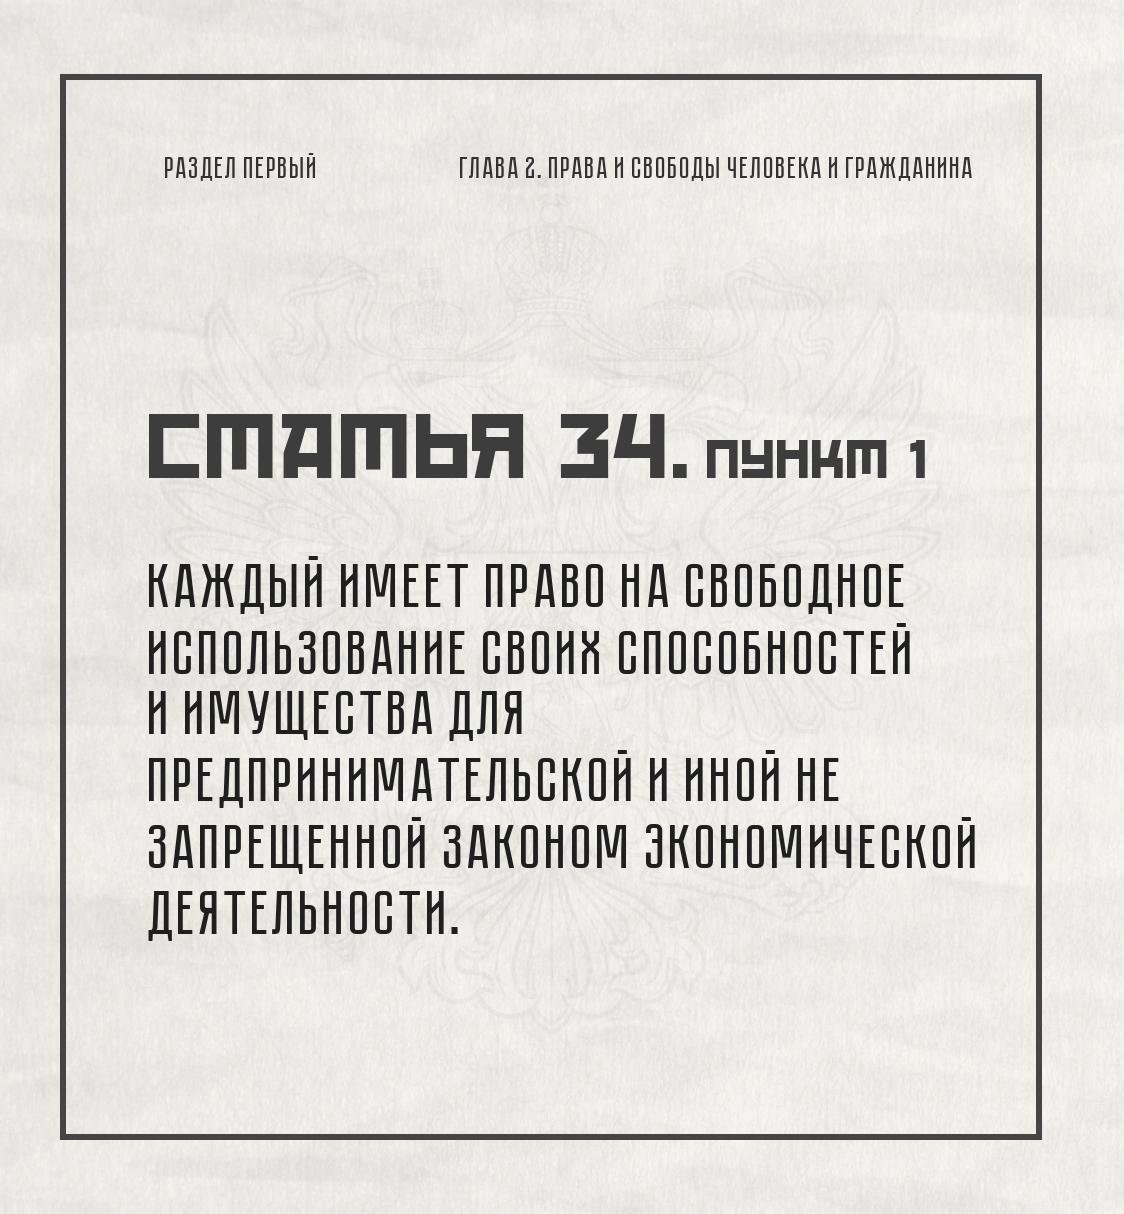 РАЗДЕЛ ПЕРВЫЙ
ГЛАВА 2. ПРАВА И СВОБОДЫ ЧЕЛОВЕКА И ГРАЖДАНИНА
СТАТЬЯ 34. ПУНКТ 1
КАЖДЫЙ ИМЕЕТ ПРАВО НА СВОБОДНОЕ
ИСПОЛЬЗОВАНИЕ СВОИХ СПОСОБНОСТЕЙ
И ИМУЩЕСТВА ДЛЯ
ПРЕДПРИНИМАТЕЛЬСКОЙ И ИНОЙ НЕ
ЗАПРЕЩЕННОЙ ЗАКОНОМ ЭКОНОМИЧЕСКОЙ
ДЕЯТЕЛЬНОСТИ.